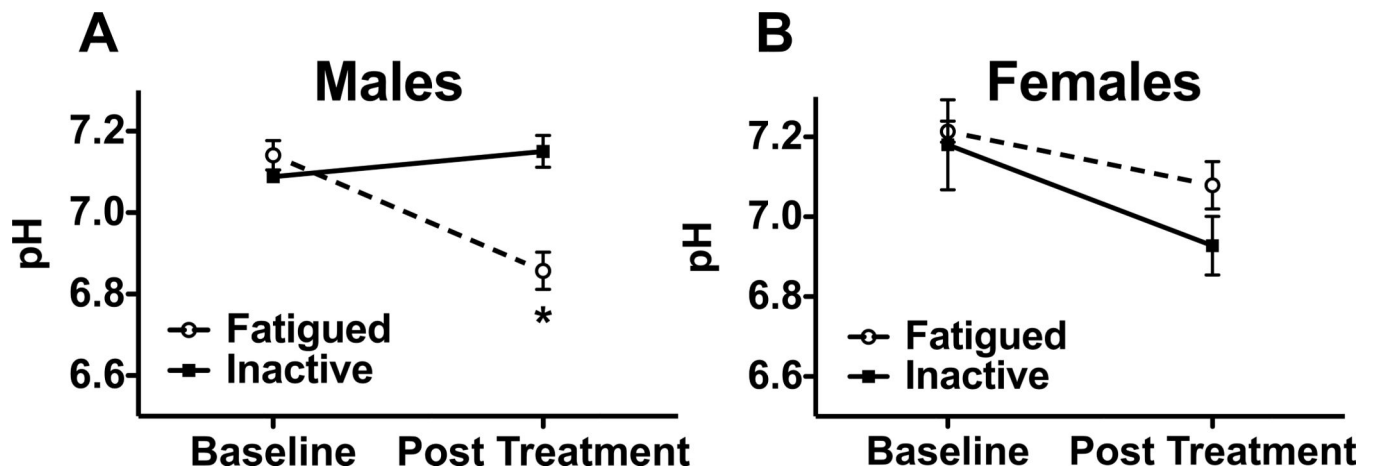 A
Males
pH
7.2
7.0
6.8
6.6
*
Fatigued
Inactive
Baseline Post Treatment
B
Females
pH
7.2
7.0
6.8
6.6
Fatigued
Inactive
Baseline Post Treatment